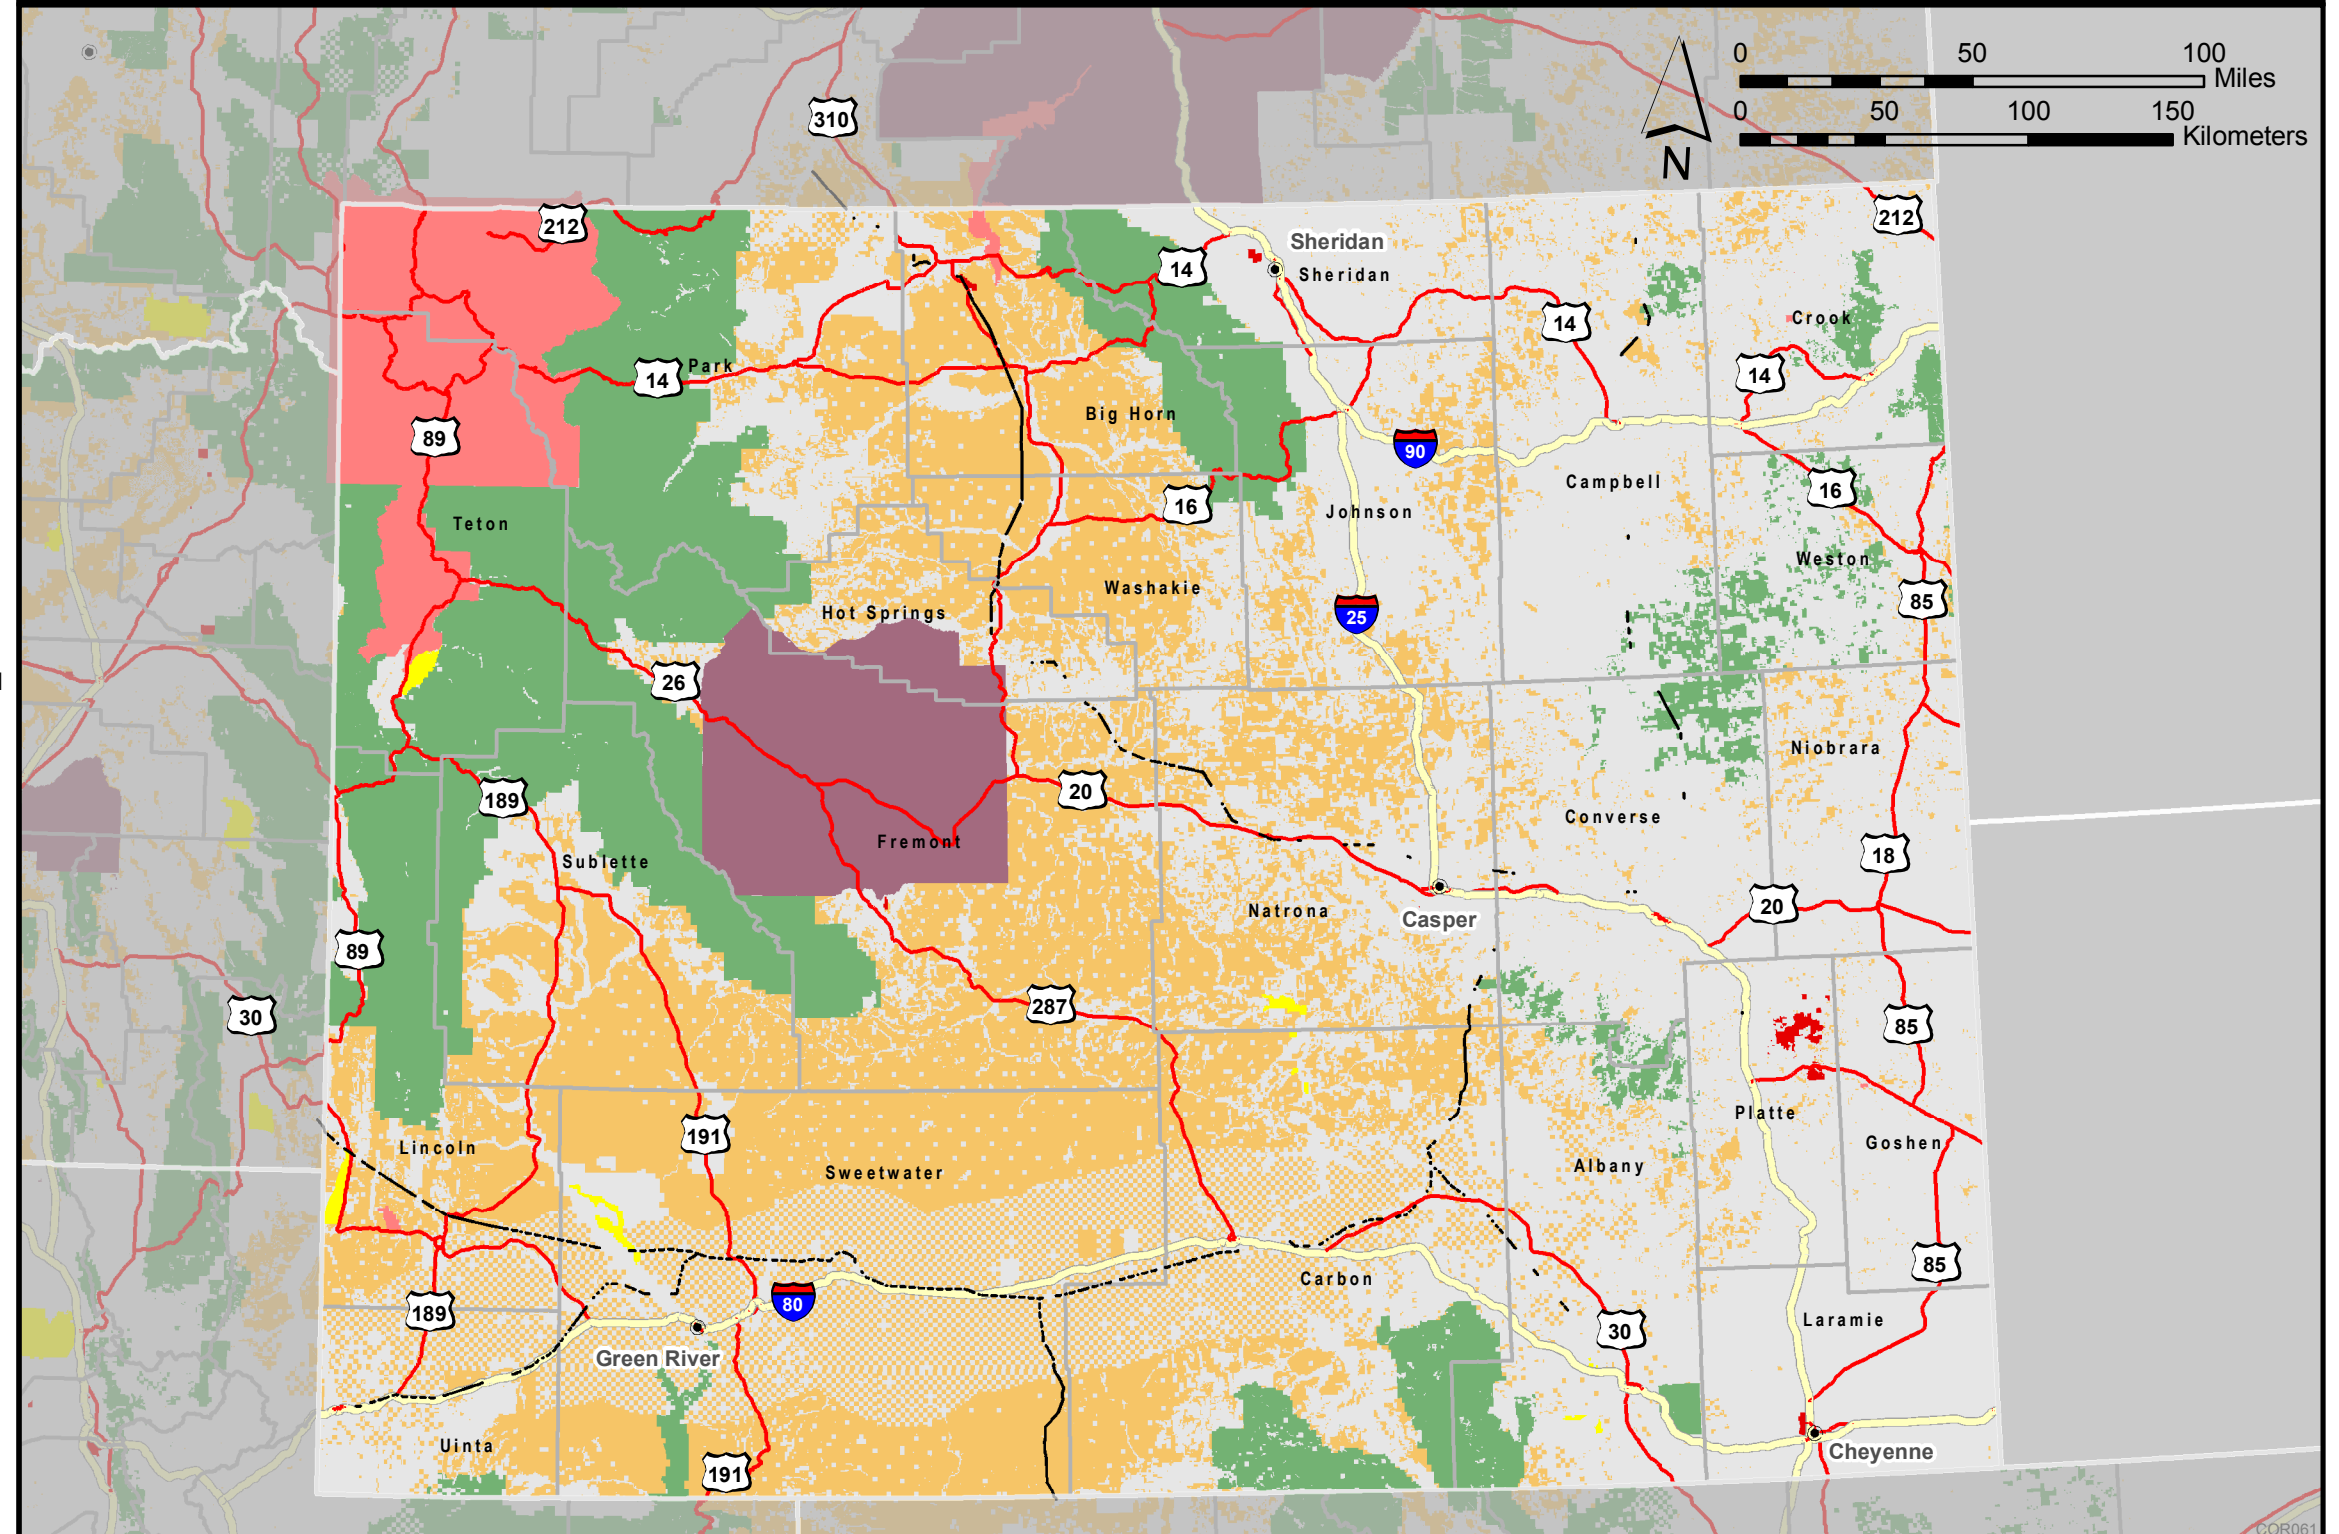 0 50 100
Miles
0 50 100 150
Kilometers
N
310
212
212
Sheridan
14
Sheridan
14
Crook
14
Park
14
Big Horn
89
90
Campbell
16
16
Johnson
Teton
Weston
Washakie
85
Hot Springs
25
26
Niobrara
20
189
Converse
Fremont
18
Sublette
20
Natrona
Casper
89
287
30
85
Platte
191
Goshen
Lincoln
Albany
Sweetwater
85
Carbon
80
189
Laramie
30
Green River
Uinta
Cheyenne
191
COR061